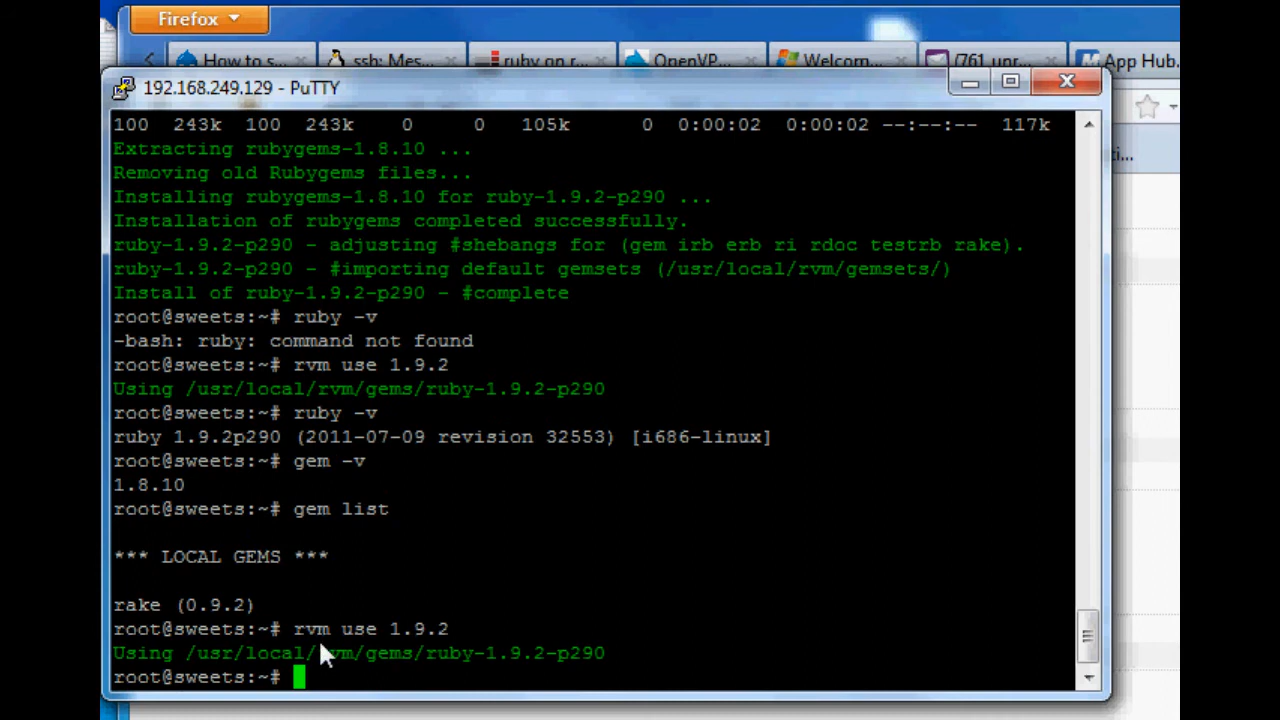 Firefox
How to s...
ssh: Mes...
ruby on r...
OpenVP...
Welcom...
App Hub.
192.168.249.129 - PuTTY
100 243k 100 243k 0 0 105k 0 0:00:02 0:00:02 --:--:-- 117k
Extracting rubygems-1.8.10 ...
Removing old Rubygems files...
Installing rubygems-1.8.10 for ruby-1.9.2-p290 ...
Installation of rubygems completed successfully.
ruby-1.9.2-p290 - adjusting #shebangs for (gem irb erb ri rdoc testrb rake).
ruby-1.9.2-p290 - #importing default gemsets (/usr/local/rvm/gemsets/)
Install of ruby-1.9.2-p290 - #complete
root@sweets:~# ruby -v
-bash: ruby: command not found
root@sweets:~# rvm use 1.9.2
Using /usr/local/rvm/gems/ruby-1.9.2-p290
root@sweets:~# ruby -v
ruby 1.9.2p290 (2011-07-09 revision 32553) [i686-linux]
root@sweets:~# gem -v
1.8.10
root@sweets:~# gem list
*** LOCAL GEMS ***
rake (0.9.2)
root@sweets:~# rvm use 1.9.2
Using /usr/local/rvm/gems/ruby-1.9.2-p290
root@sweets:~#